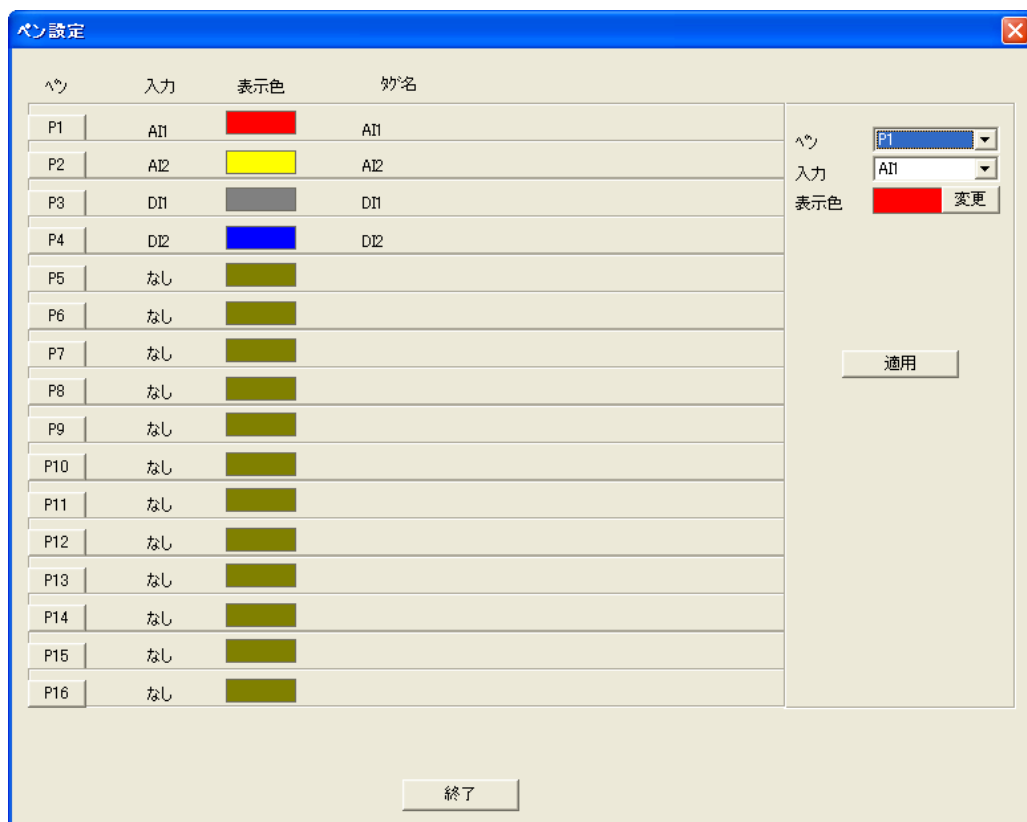 ペン設定
ﾍﾟﾝ 入力 表示色 ﾀｸﾞ名
P1 AI1 AI1
P2 AI2 AI2
P3 DI1 DI1
P4 DI2 DI2
P5 なし
P6 なし
P7 なし
P8 なし
P9 なし
P10 なし
P11 なし
P12 なし
P13 なし
P14 なし
P15 なし
P16 なし
ﾍﾟﾝ P1
入力 AI1
表示色 変更
適用
終了